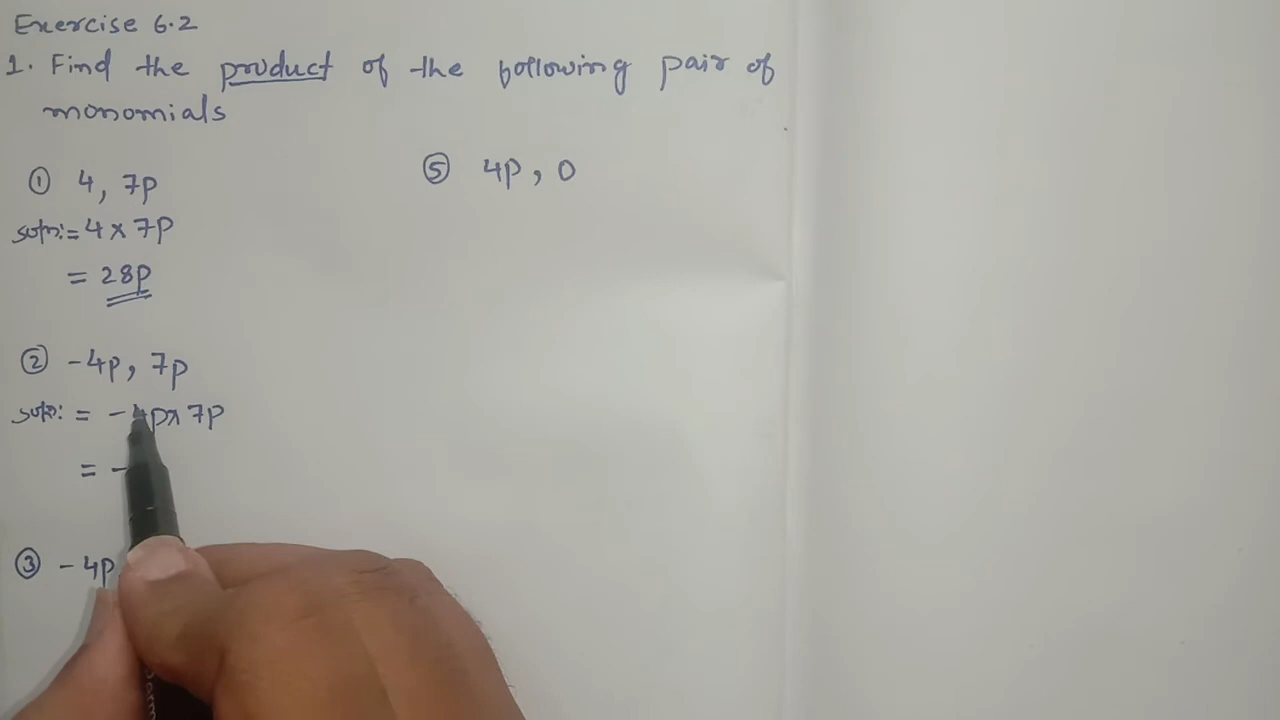 Exercise 6.2
1. Find the product of the following pair of
monomials
① 4, 7p
Soln: = 4 × 7p
= 28p
② -4p, 7p
Soln: = -4p × 7p
= -
③ -4p
⑤ 4p, 0